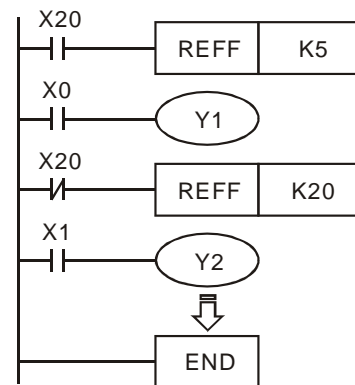 X20
REFF K5
X0
Y1
X20
REFF K20
X1
Y2
END